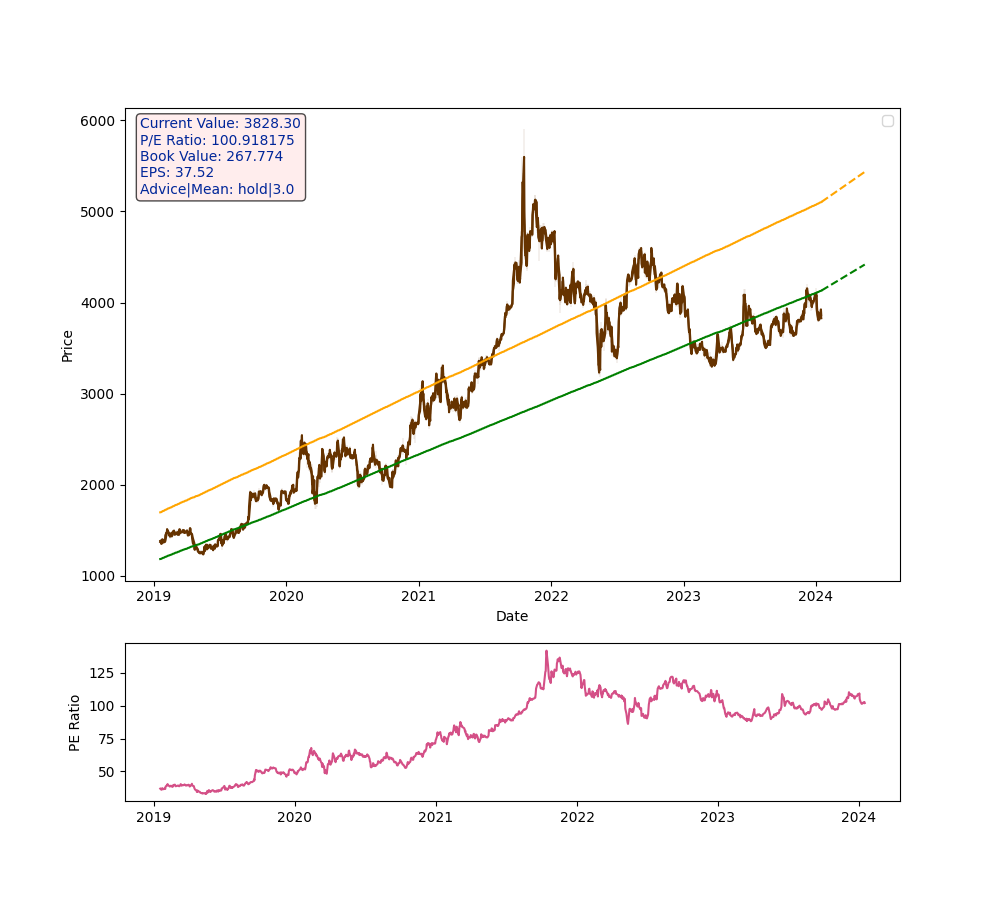 6000
5000
4000
3000
2000
1000
Price
Current Value: 3828.30
P/E Ratio: 100.918175
Book Value: 267.774
EPS: 37.52
Advice|Mean: hold|3.0
2019 2020 2021 2022 2023 2024
Date
125
100
75
50
PE Ratio
2019 2020 2021 2022 2023 2024